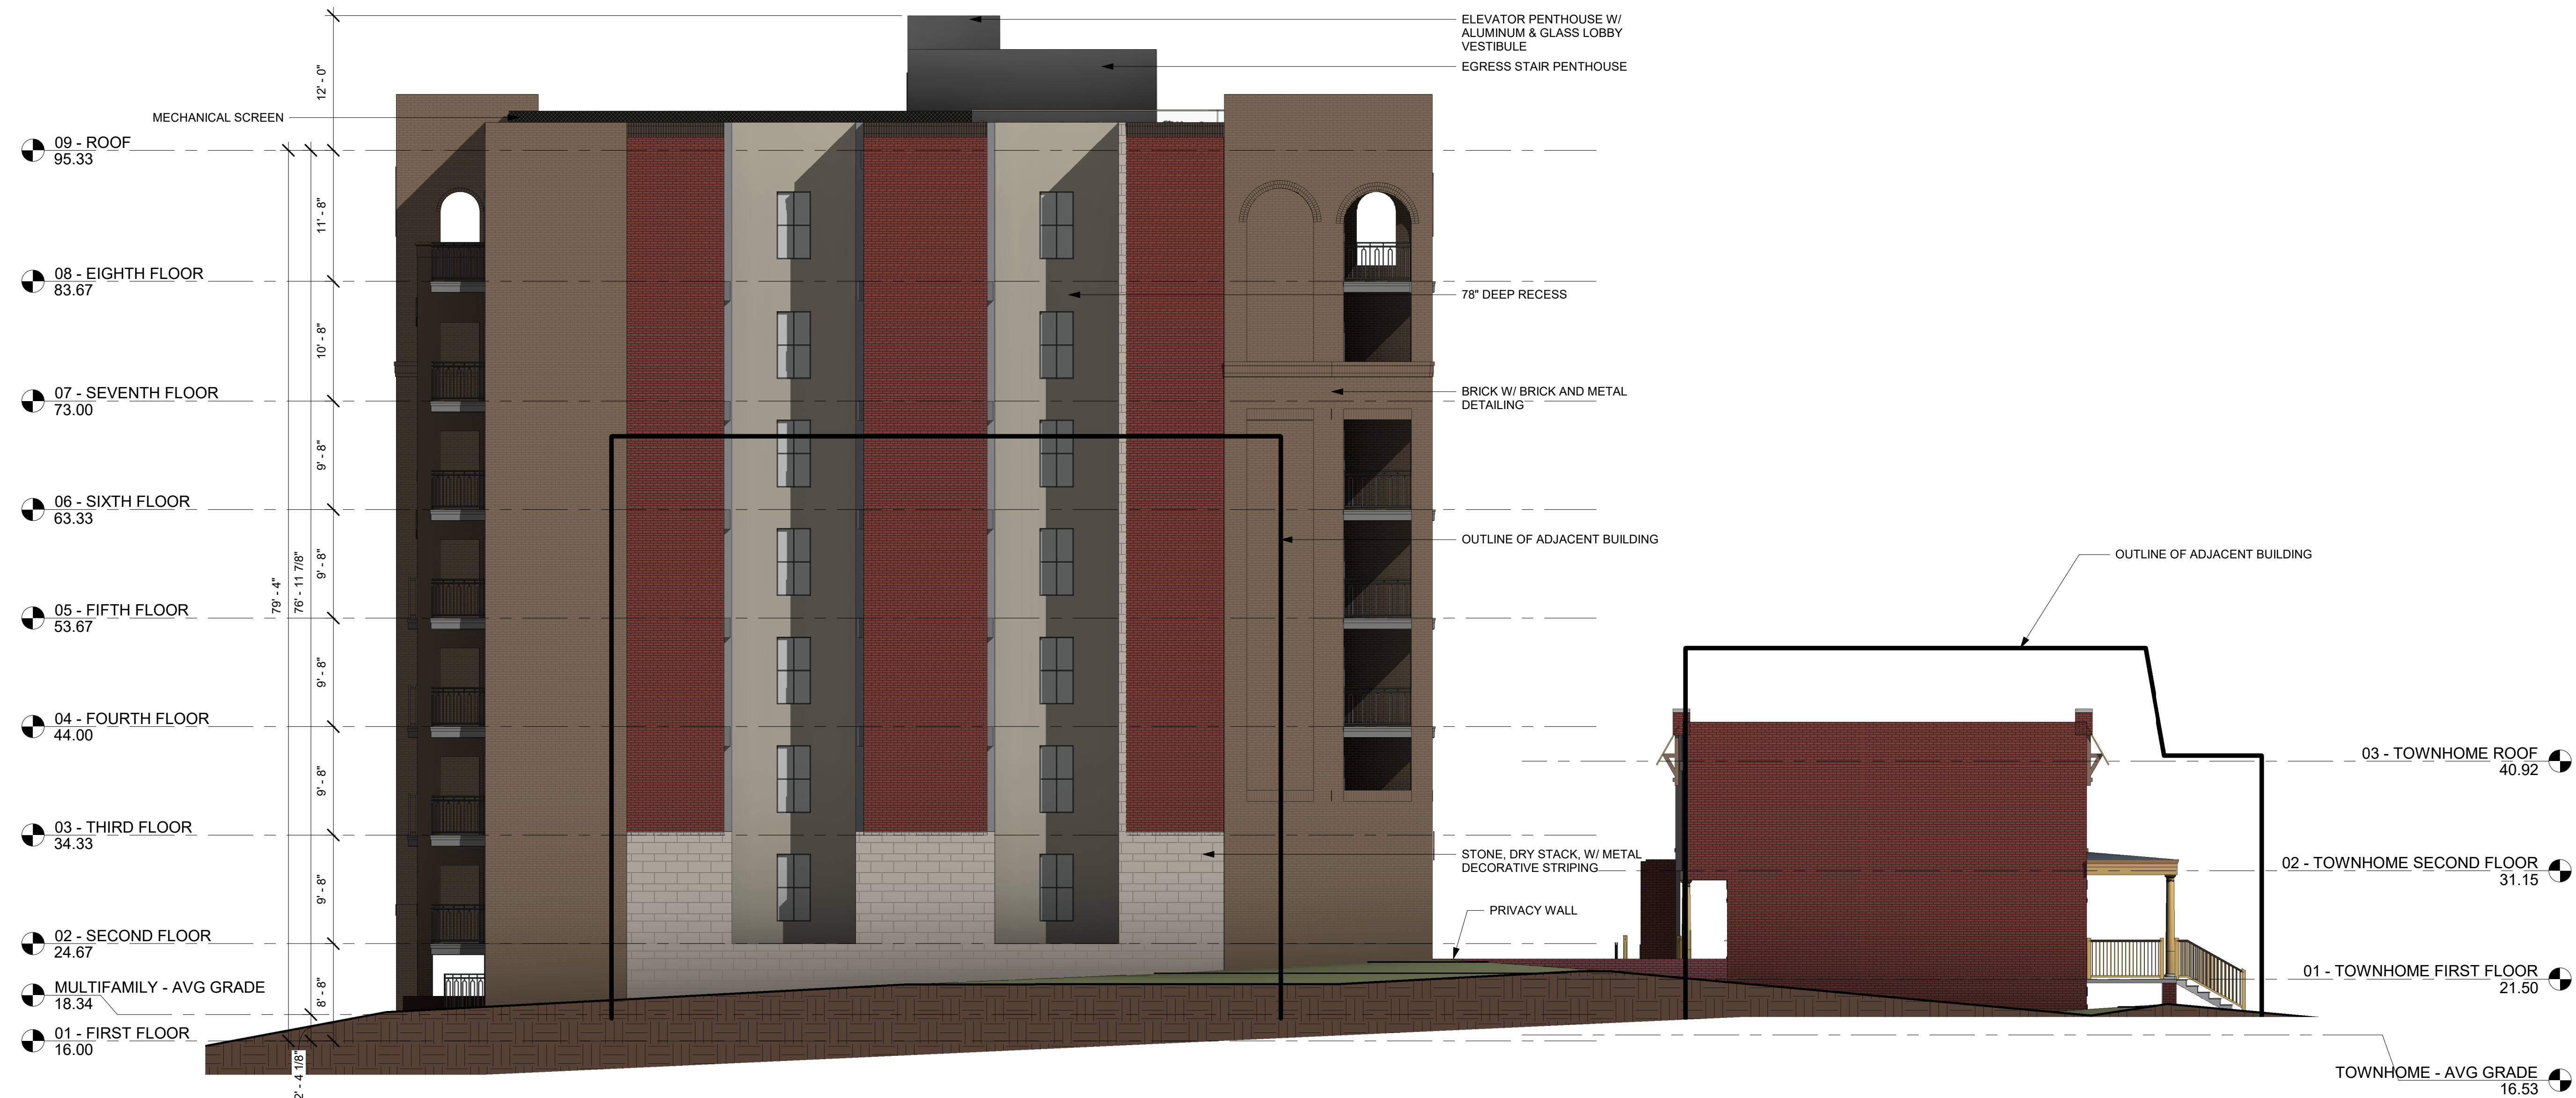 ELEVATOR PENTHOUSE W/
ALUMINUM & GLASS LOBBY
VESTIBULE
EGRESS STAIR PENTHOUSE
12' - 0"
MECHANICAL SCREEN
09 - ROOF
95.33
11' - 8"
08 - EIGHTH FLOOR
83.67
78" DEEP RECESS
10' - 8"
07 - SEVENTH FLOOR
73.00
BRICK W/ BRICK AND METAL
DETAILING
9' - 8"
06 - SIXTH FLOOR
63.33
OUTLINE OF ADJACENT BUILDING
OUTLINE OF ADJACENT BUILDING
79' - 4"
76' - 11 7/8"
9' - 8"
05 - FIFTH FLOOR
53.67
9' - 8"
04 - FOURTH FLOOR
44.00
03 - TOWNHOME ROOF
40.92
9' - 8"
03 - THIRD FLOOR
34.33
STONE, DRY STACK, W/ METAL
DECORATIVE STRIPING
02 - TOWNHOME SECOND FLOOR
31.15
9' - 8"
PRIVACY WALL
02 - SECOND FLOOR
24.67
01 - TOWNHOME FIRST FLOOR
21.50
MULTIFAMILY - AVG GRADE
18.34
8' - 8"
01 - FIRST FLOOR
16.00
2' - 4 1/8"
TOWNHOME - AVG GRADE
16.53